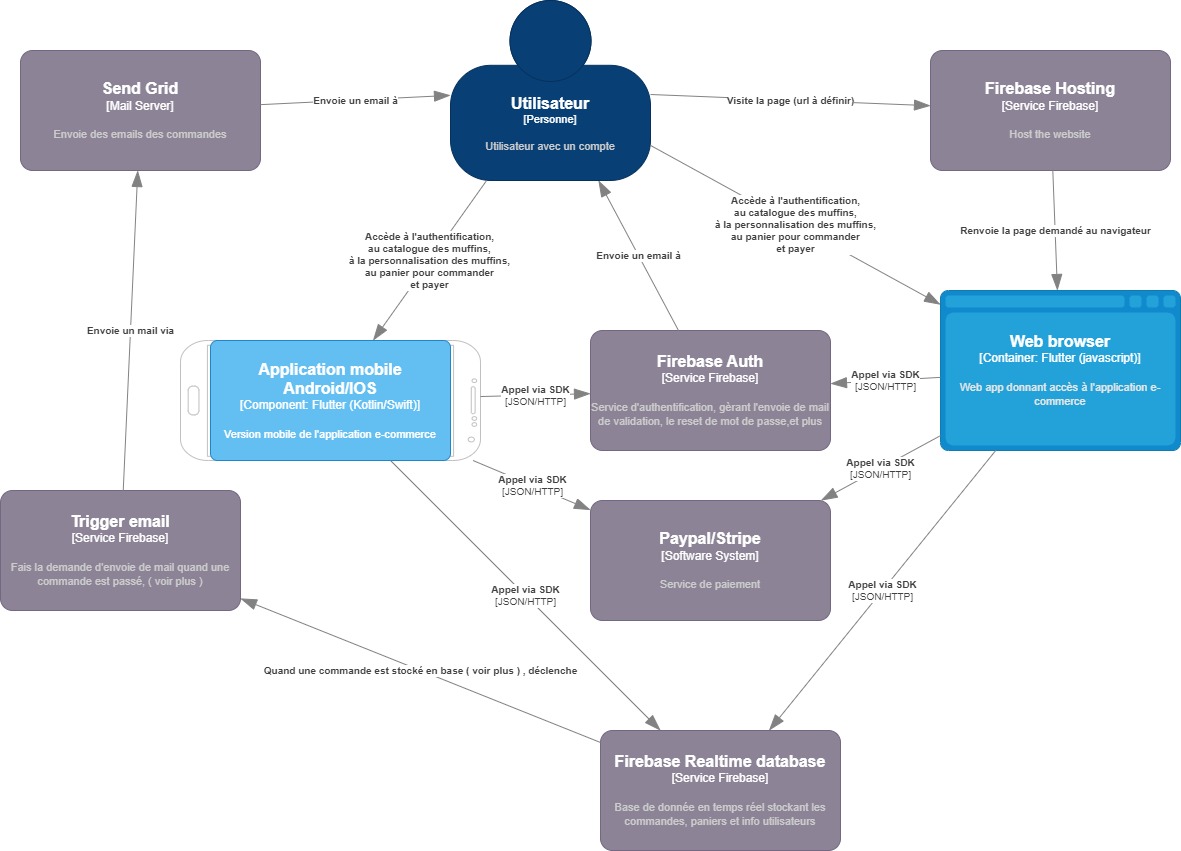 Send Grid
[Mail Server]
Envoie des emails des commandes
Envoie un email à
Utilisateur
[Personne]
Utilisateur avec un compte
Visite la page (url à définir)
Firebase Hosting
[Service Firebase]
Host the website
Accède à l'authentification,
au catalogue des muffins,
à la personnalisation des muffins,
au panier pour commander
et payer
Envoie un email à
Accède à l'authentification,
au catalogue des muffins,
à la personnalisation des muffins,
au panier pour commander
et payer
Renvoie la page demandé au navigateur
Envoie un mail via
Application mobile
Android/IOS
[Component: Flutter (Kotlin/Swift)]
Version mobile de l'application e-commerce
Appel via SDK
[JSON/HTTP]
Firebase Auth
[Service Firebase]
Service d'authentification, gèrant l'envoie de mail
de validation, le reset de mot de passe,et plus
Appel via SDK
[JSON/HTTP]
Web browser
[Container: Flutter (javascript)]
Web app donnant accès à l'application e-
commerce
Appel via SDK
[JSON/HTTP]
Appel via SDK
[JSON/HTTP]
Trigger email
[Service Firebase]
Fais la demande d'envoie de mail quand une
commande est passé, ( voir plus )
Paypal/Stripe
[Software System]
Service de paiement
Appel via SDK
[JSON/HTTP]
Appel via SDK
[JSON/HTTP]
Quand une commande est stocké en base ( voir plus ) , déclenche
Firebase Realtime database
[Service Firebase]
Base de donnée en temps réel stockant les
commandes, paniers et info utilisateurs